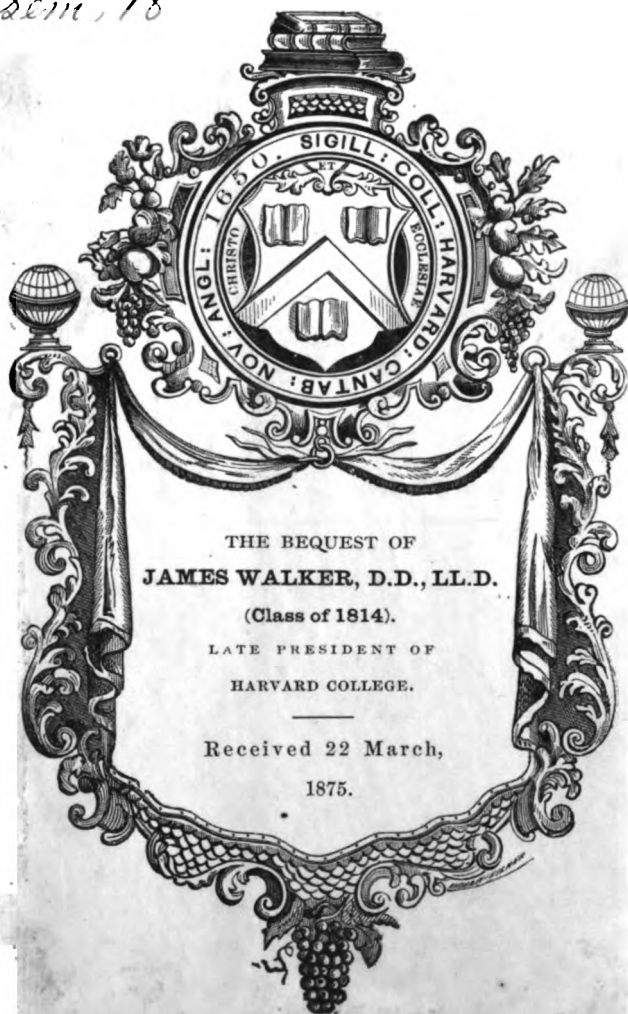 SIGILL: COLL: HARVARD: CANTAB: NOV: ANGL: 1650.
CHRISTO ET ECCLESIAE
THE BEQUEST OF
JAMES WALKER, D.D., LL.D.
(Class of 1814).
LATE PRESIDENT OF
HARVARD COLLEGE.
Received 22 March,
1875.